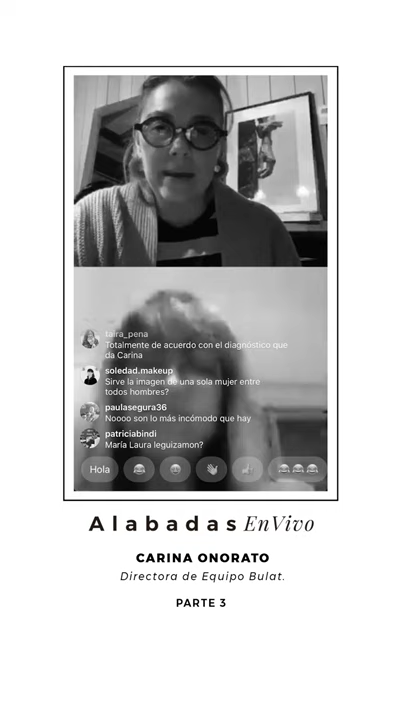 taira_pena
Totalmente de acuerdo con el diagnóstico que
da Carina
soledad.makeup
Sirve la imagen de una sola mujer entre
todos hombres?
paulasegura36
Noooo son lo más incómodo que hay
patriciabindi
María Laura leguizamon?
Hola
Alabadas EnVivo
CARINA ONORATO
Directora de Equipo Bulat.
PARTE 3